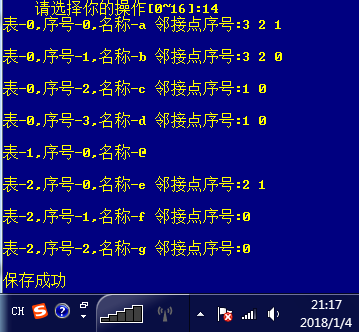 请选择你的操作[0~16]:14
表-0,序号-0,名称-a 邻接点序号:3 2 1
表-0,序号-1,名称-b 邻接点序号:3 2 0
表-0,序号-2,名称-c 邻接点序号:1 0
表-0,序号-3,名称-d 邻接点序号:1 0
表-1,序号-0,名称-@
表-2,序号-0,名称-e 邻接点序号:2 1
表-2,序号-1,名称-f 邻接点序号:0
表-2,序号-2,名称-g 邻接点序号:0
保存成功
CH
21:17
2018/1/4